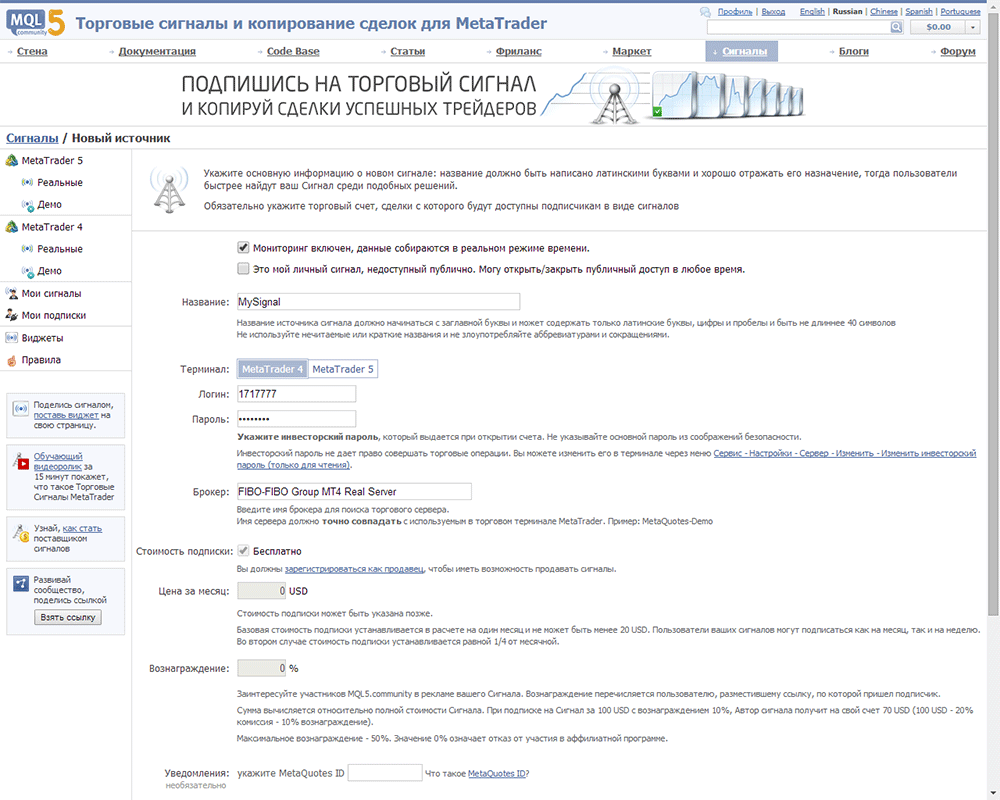 MQL5 community
Торговые сигналы и копирование сделок для MetaTrader
Профиль | Выход English | Russian | Chinese | Spanish | Portuguese
$0.00
Стена Документация Code Base Статьи Фриланс Маркет Сигналы Блоги Форум
ПОДПИШИСЬ НА ТОРГОВЫЙ СИГНАЛ
И КОПИРУЙ СДЕЛКИ УСПЕШНЫХ ТРЕЙДЕРОВ
Сигналы / Новый источник
MetaTrader 5
Реальные
Демо
MetaTrader 4
Реальные
Демо
Мои сигналы
Мои подписки
Виджеты
Правила
Поделись сигналом,
поставь виджет на
свою страницу.
Обучающий
видеоролик за
15 минут покажет,
что такое Торговые
Сигналы MetaTrader
Узнай, как стать
поставщиком
сигналов
Развивай
сообщество,
поделись ссылкой
Взять ссылку
Укажите основную информацию о новом сигнале: название должно быть написано латинскими буквами и хорошо отражать его назначение, тогда пользователи
быстрее найдут ваш Сигнал среди подобных решений.
Обязательно укажите торговый счет, сделки с которого будут доступны подписчикам в виде сигналов
Мониторинг включен, данные собираются в реальном режиме времени.
Это мой личный сигнал, недоступный публично. Могу открыть/закрыть публичный доступ в любое время.
Название: MySignal
Название источника сигнала должно начинаться с заглавной буквы и может содержать только латинские буквы, цифры и пробелы и быть не длиннее 40 символов
Не используйте нечитаемые или краткие названия и не злоупотребляйте аббревиатурами и сокращениями.
Терминал: MetaTrader 4 MetaTrader 5
Логин: 1717777
Пароль: ••••••••
Укажите инвесторский пароль, который выдается при открытии счета. Не указывайте основной пароль из соображений безопасности.
Инвесторский пароль не дает право совершать торговые операции. Вы можете изменить его в терминале через меню Сервис - Настройки - Сервер - Изменить - Изменить инвесторский
пароль (только для чтения).
Брокер: FIBO-FIBO Group MT4 Real Server
Введите имя брокера для поиска торгового сервера.
Имя сервера должно точно совпадать с используемым в торговом терминале MetaTrader. Пример: MetaQuotes-Demo
Стоимость подписки: Бесплатно
Вы должны зарегистрироваться как продавец, чтобы иметь возможность продавать сигналы.
Цена за месяц: 0 USD
Стоимость подписки может быть указана позже.
Базовая стоимость подписки устанавливается в расчете на один месяц и не может быть менее 20 USD. Пользователи ваших сигналов могут подписаться как на месяц, так и на неделю.
Во втором случае стоимость подписки устанавливается равной 1/4 от месячной.
Вознаграждение: 0 %
Заинтересуйте участников MQL5.community в рекламе вашего Сигнала. Вознаграждение перечисляется пользователю, разместившему ссылку, по которой пришел подписчик.
Сумма вычисляется относительно полной стоимости Сигнала. При подписке на Сигнал за 100 USD с вознаграждением 10%, Автор сигнала получит на свой счет 70 USD (100 USD - 20%
комиссия - 10% вознаграждение).
Максимальное вознаграждение - 50%. Значение 0% означает отказ от участия в аффилиатной программе.
Уведомления: укажите MetaQuotes ID Что такое MetaQuotes ID?
необязательно